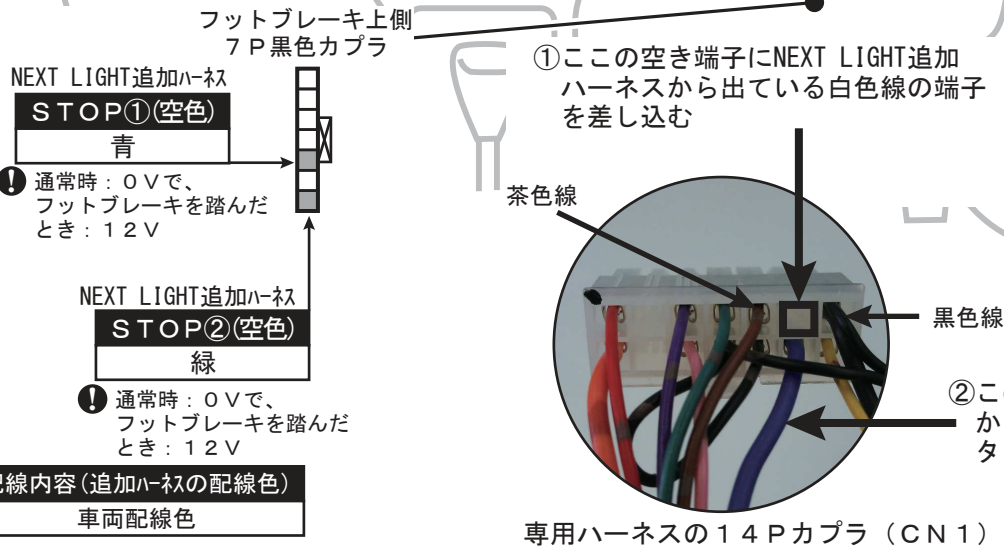 フットブレーキ上側
7P黒色カプラ
NEXT LIGHT追加ハーネス
STOP①(空色)
青
通常時：0Vで、
フットブレーキを踏んだ
とき：12V
NEXT LIGHT追加ハーネス
STOP②(空色)
緑
通常時：0Vで、
フットブレーキを踏んだ
とき：12V
線内容(追加ハーネスの配線色)
車両配線色
①ここの空き端子にNEXT LIGHT追加
ハーネスから出ている白色線の端子
を差し込む
茶色線
黒色線
②こ
か
タ
専用ハーネスの14Pカプラ(CN1)